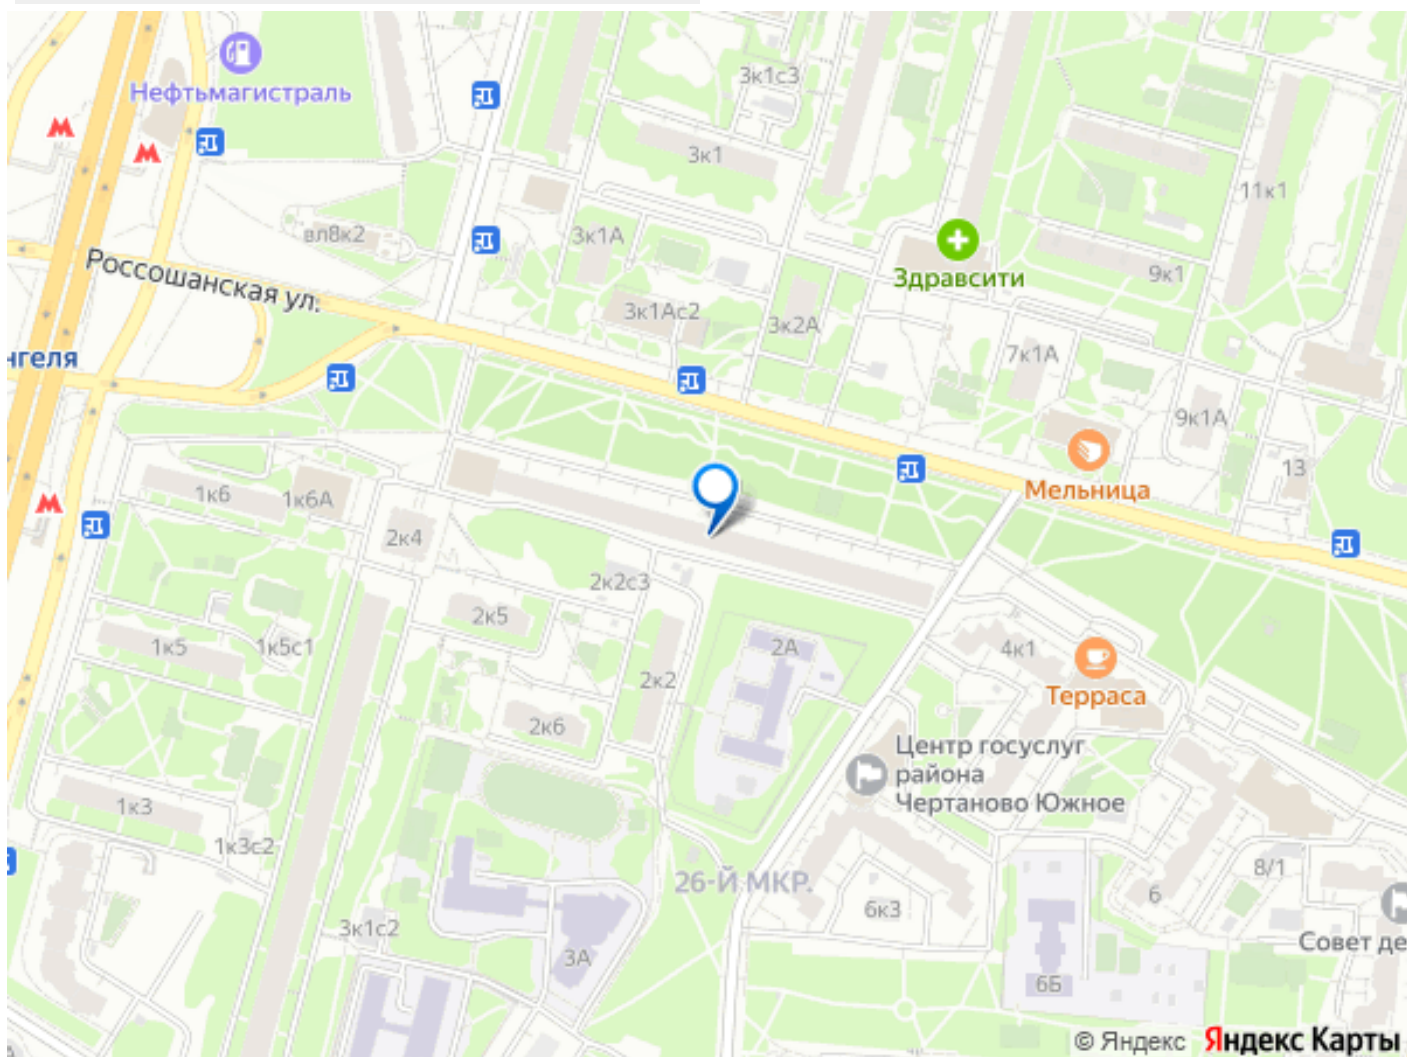 Нефтьмагистраль
3к1с3
3к1
11к1
вл8к2
3к1А
Россошанская ул.
Здравсити
9к1
3к1Ас2
3к2А
нгеля
7к1А
9к1А
13
Мельница
1к6
1к6А
2к4
2к2с3
2к5
1к5
1к5с1
2А
4к1
2к2
Терраса
2к6
Центр госуслуг
района
Чертаново Южное
1к3
1к3с2
26-Й МКР.
8/1
6
6к3
3к1с2
Совет де
3А
6Б
© Яндекс Яндекс Карты